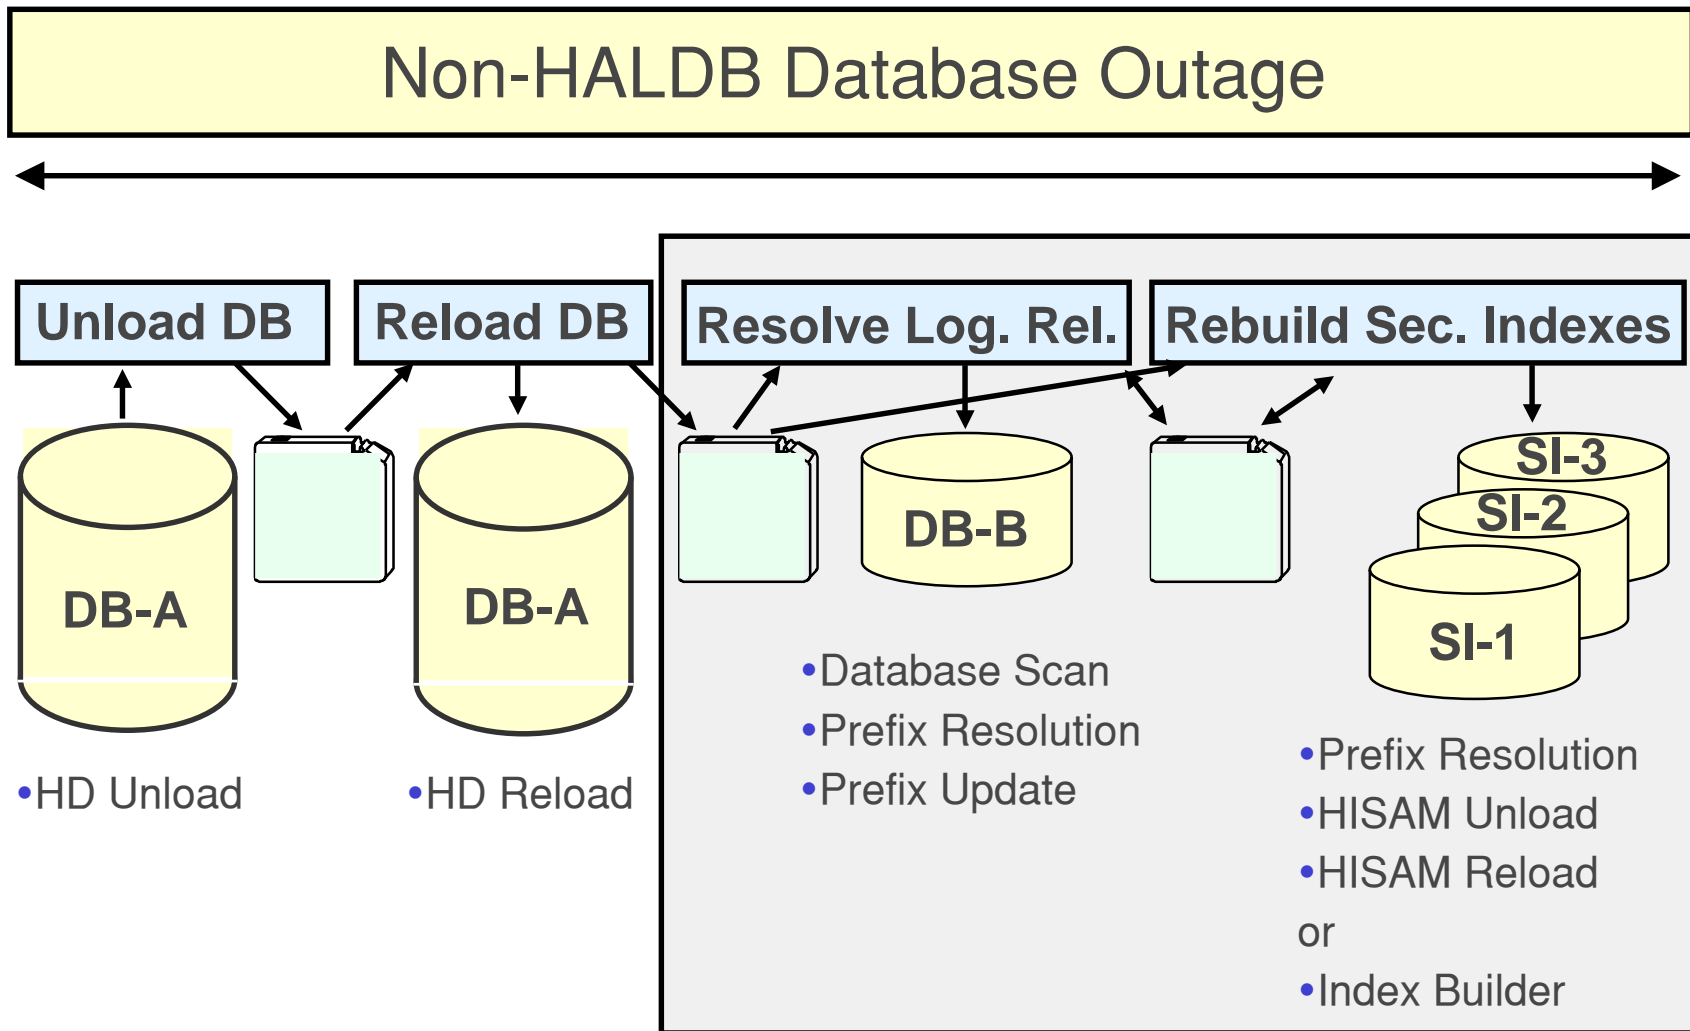 Non-HALDB Database Outage
Unload DB
Reload DB
Resolve Log. Rel.
Rebuild Sec. Indexes
DB-A
DB-A
DB-B
SI-3
SI-2
SI-1
•HD Unload
•HD Reload
•Database Scan
•Prefix Resolution
•Prefix Update
•Prefix Resolution
•HISAM Unload
•HISAM Reload
or
•Index Builder